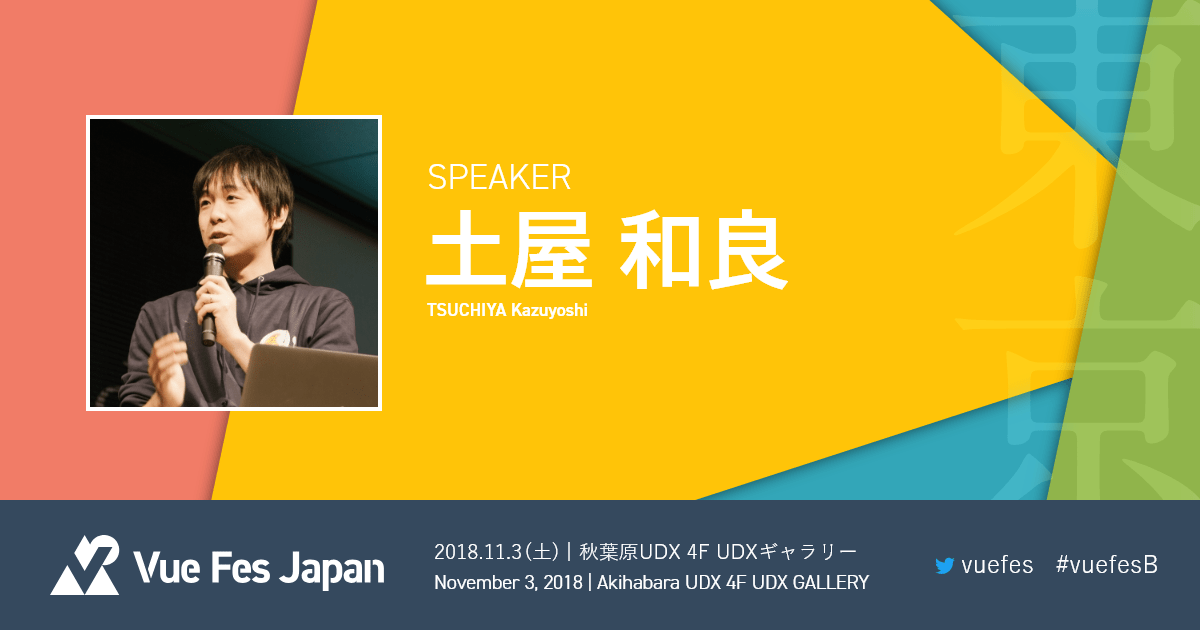 東京
SPEAKER
土屋 和良
TSUCHIYA Kazuyoshi
Vue Fes Japan
2018.11.3(土) | 秋葉原UDX 4F UDXギャラリー
November 3, 2018 | Akihabara UDX 4F UDX GALLERY
vuefes #vuefesB